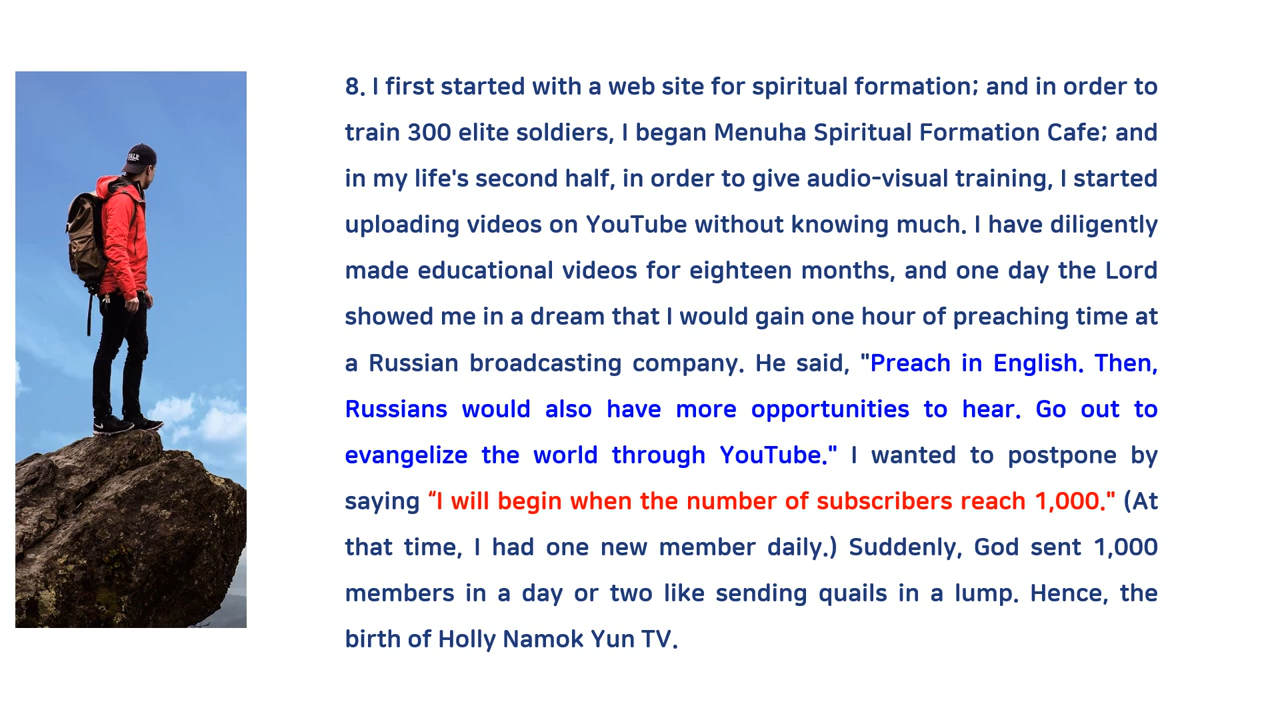 8. I first started with a web site for spiritual formation; and in order to
train 300 elite soldiers, I began Menuha Spiritual Formation Cafe; and
in my life's second half, in order to give audio-visual training, I started
uploading videos on YouTube without knowing much. I have diligently
made educational videos for eighteen months, and one day the Lord
showed me in a dream that I would gain one hour of preaching time at
a Russian broadcasting company. He said, "Preach in English. Then,
Russians would also have more opportunities to hear. Go out to
evangelize the world through YouTube." I wanted to postpone by
saying “I will begin when the number of subscribers reach 1,000." (At
that time, I had one new member daily.) Suddenly, God sent 1,000
members in a day or two like sending quails in a lump. Hence, the
birth of Holly Namok Yun TV.